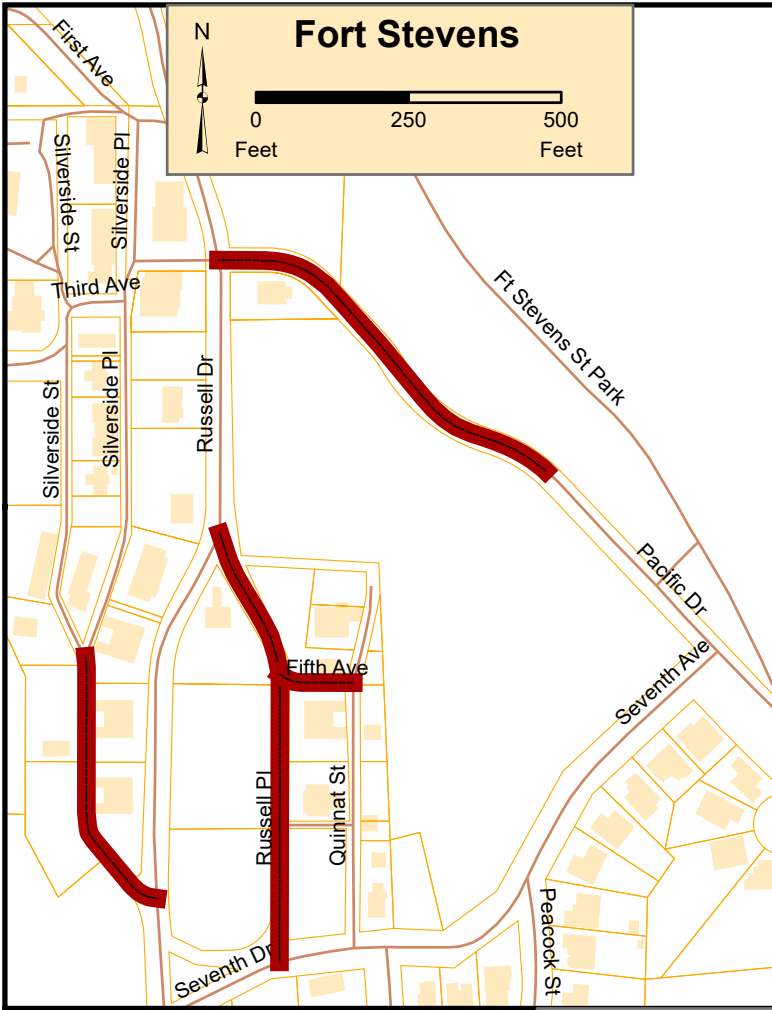 Fort Stevens
N
0 250 500
Feet Feet
First Ave
Silverside St
Silverside Pl
Third Ave
Ft Stevens St Park
Russell Dr
Silverside Pl
Silverside St
Pacific Dr
Fifth Ave
Seventh Ave
Russell Pl
Quinnat St
Peacock St
Seventh Dr